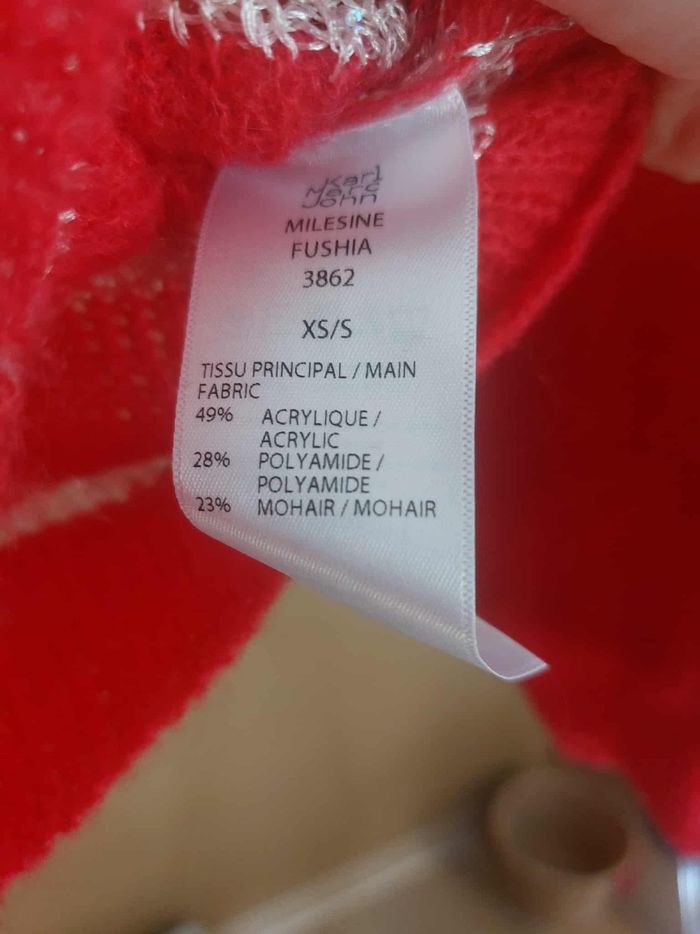 Karl
Marc
John
MILESINE
FUSHIA
3862
XS/S
TISSU PRINCIPAL / MAIN
FABRIC
49% ACRYLIQUE /
ACRYLIC
28% POLYAMIDE /
POLYAMIDE
23% MOHAIR / MOHAIR